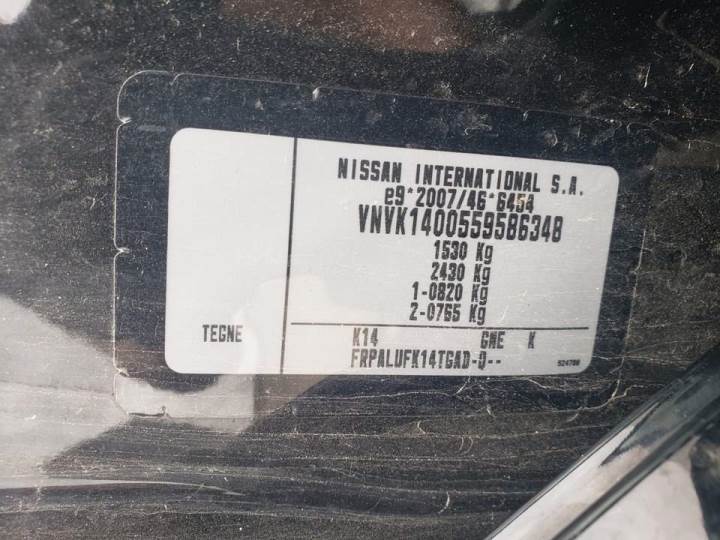 NISSAN INTERNATIONAL S.A.
e9*2007/46*6454
VNVK1400559586348
1530 Kg
2430 Kg
1-0820 Kg
2-0765 Kg
TEGNE
K14 GNE K
FRPALUFK14TGAD-Q--